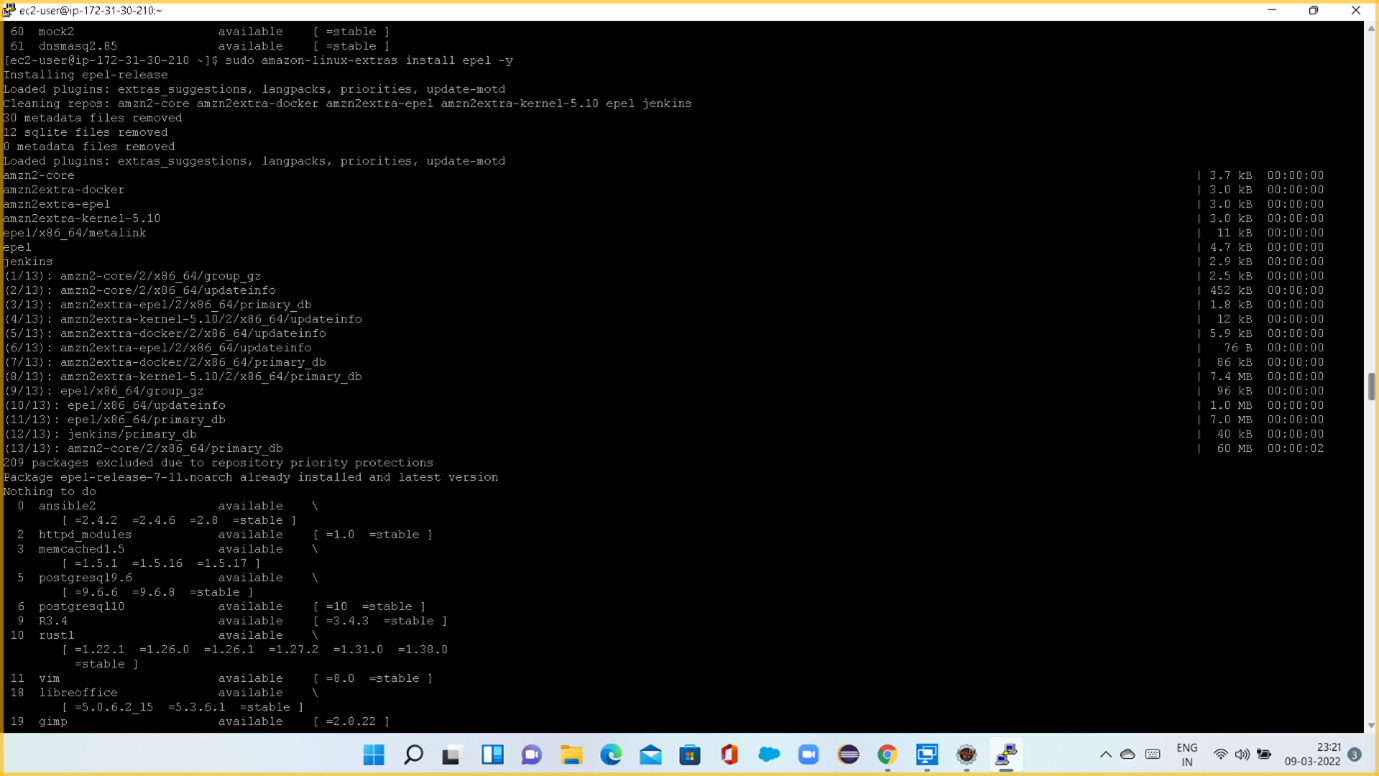 ec2-user@ip-172-31-30-210:~
60 mock2 available [ =stable ]
61 dnsmasq2.85 available [ =stable ]
[ec2-user@ip-172-31-30-210 ~]$ sudo amazon-linux-extras install epel -y
Installing epel-release
Loaded plugins: extras_suggestions, langpacks, priorities, update-motd
Cleaning repos: amzn2-core amzn2extra-docker amzn2extra-epel amzn2extra-kernel-5.10 epel jenkins
30 metadata files removed
12 sqlite files removed
0 metadata files removed
Loaded plugins: extras_suggestions, langpacks, priorities, update-motd
amzn2-core | 3.7 kB 00:00:00
amzn2extra-docker | 3.0 kB 00:00:00
amzn2extra-epel | 3.0 kB 00:00:00
amzn2extra-kernel-5.10 | 3.0 kB 00:00:00
epel/x86_64/metalink | 11 kB 00:00:00
epel | 4.7 kB 00:00:00
jenkins | 2.9 kB 00:00:00
(1/13): amzn2-core/2/x86_64/group_gz | 2.5 kB 00:00:00
(2/13): amzn2-core/2/x86_64/updateinfo | 452 kB 00:00:00
(3/13): amzn2extra-epel/2/x86_64/primary_db | 1.8 kB 00:00:00
(4/13): amzn2extra-kernel-5.10/2/x86_64/updateinfo | 12 kB 00:00:00
(5/13): amzn2extra-docker/2/x86_64/updateinfo | 5.9 kB 00:00:00
(6/13): amzn2extra-epel/2/x86_64/updateinfo | 76 B 00:00:00
(7/13): amzn2extra-docker/2/x86_64/primary_db | 86 kB 00:00:00
(8/13): amzn2extra-kernel-5.10/2/x86_64/primary_db | 7.4 MB 00:00:00
(9/13): epel/x86_64/group_gz | 96 kB 00:00:00
(10/13): epel/x86_64/updateinfo | 1.0 MB 00:00:00
(11/13): epel/x86_64/primary_db | 7.0 MB 00:00:00
(12/13): jenkins/primary_db | 40 kB 00:00:00
(13/13): amzn2-core/2/x86_64/primary_db | 60 MB 00:00:02
209 packages excluded due to repository priority protections
Package epel-release-7-11.noarch already installed and latest version
Nothing to do
0 ansible2 available \
[ =2.4.2 =2.4.6 =2.8 =stable ]
2 httpd_modules available [ =1.0 =stable ]
3 memcached1.5 available \
[ =1.5.1 =1.5.16 =1.5.17 ]
5 postgresql9.6 available \
[ =9.6.6 =9.6.8 =stable ]
6 postgresql10 available [ =10 =stable ]
9 R3.4 available [ =3.4.3 =stable ]
10 rust1 available \
[ =1.22.1 =1.26.0 =1.26.1 =1.27.2 =1.31.0 =1.38.0
=stable ]
11 vim available [ =8.0 =stable ]
18 libreoffice available \
[ =5.0.6.2_15 =5.3.6.1 =stable ]
19 gimp available [ =2.8.22 ]
ENG
IN
23:21
09-03-2022
3